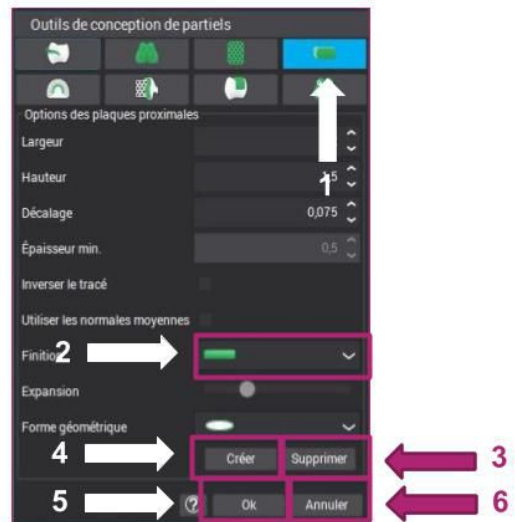 Outils de conception de partiels
Options des plaques proximales
Largeur
Hauteur ,5
1
Décalage 0,075
Épaisseur min. 0,5
Inverser le tracé
Utiliser les normales moyennes
2 Finition
Expansion
Forme géométrique
4 Créer Supprimer 3
5 ? Ok Annuler 6